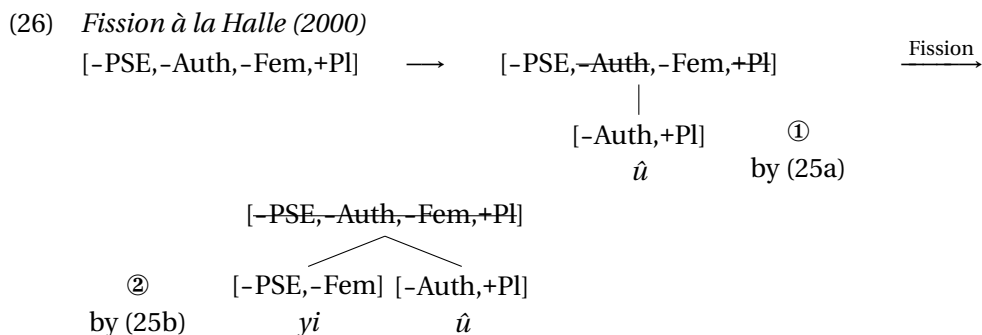 (26) Fission à la Halle (2000)
[–PSE,–Auth,–Fem,+Pl] ⟶ [–PSE,–Auth,–Fem,+Pl] Fission
[–Auth,+Pl] ①
û by (25a)
[–PSE,–Auth,–Fem,+Pl]
② [–PSE,–Fem] [–Auth,+Pl]
by (25b) yi û